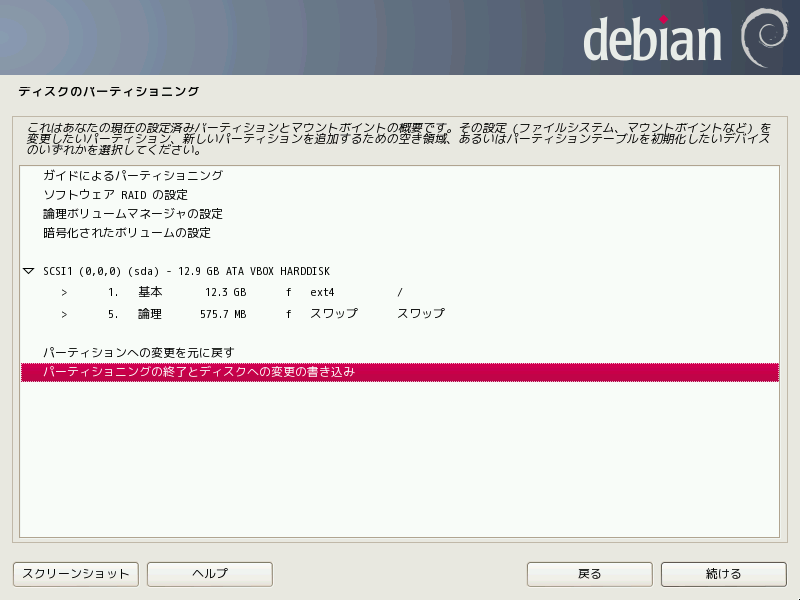 debian
ディスクのパーティショニング
これはあなたの現在の設定済みパーティションとマウントポイントの概要です。その設定 (ファイルシステム、マウントポイントなど) を
変更したいパーティション、新しいパーティションを追加するための空き領域、あるいはパーティションテーブルを初期化したいデバイス
のいずれかを選択してください。
ガイドによるパーティショニング
ソフトウェア RAID の設定
論理ボリュームマネージャの設定
暗号化されたボリュームの設定
SCSI1 (0,0,0) (sda) - 12.9 GB ATA VBOX HARDDISK
> 1. 基本 12.3 GB f ext4 /
> 5. 論理 575.7 MB f スワップ スワップ
パーティションへの変更を元に戻す
パーティショニングの終了とディスクへの変更の書き込み
スクリーンショット ヘルプ 戻る 続ける